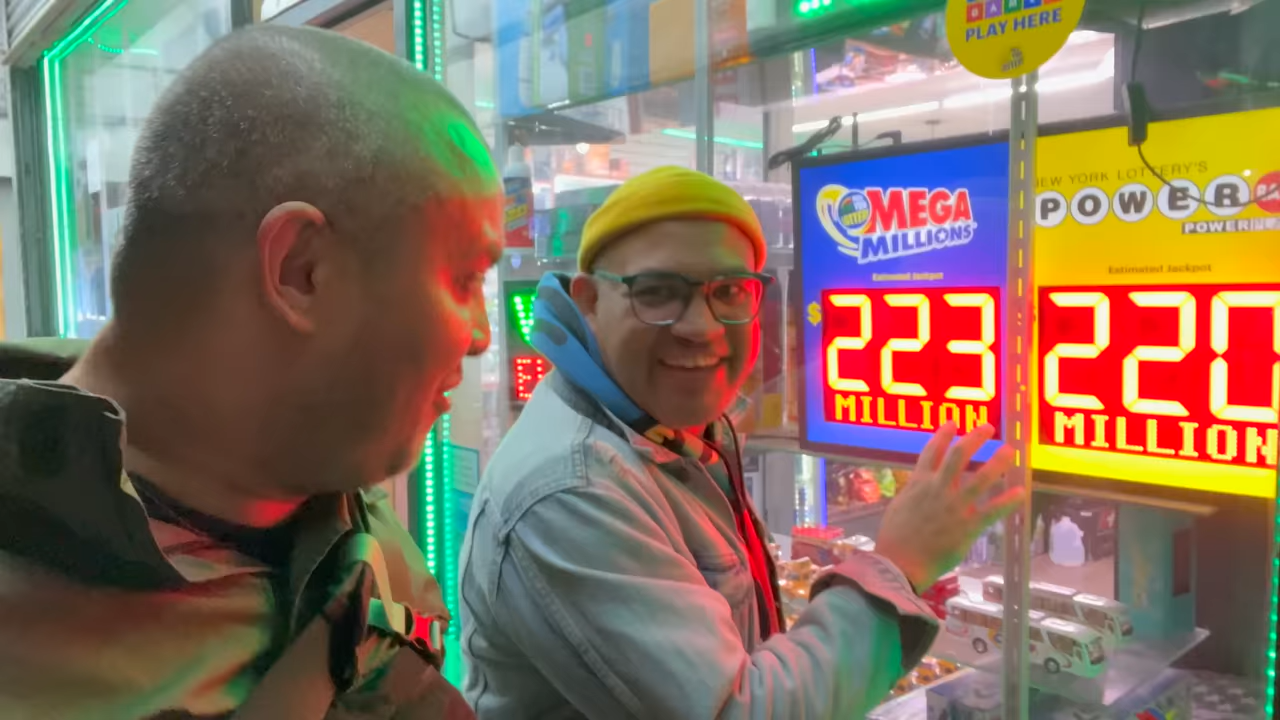 PLAY HERE
MEGA
MILLIONS
Estimated Jackpot
$223
MILLION
NEW YORK LOTTERY'S
POWER
Estimated Jackpot
220
MILLION